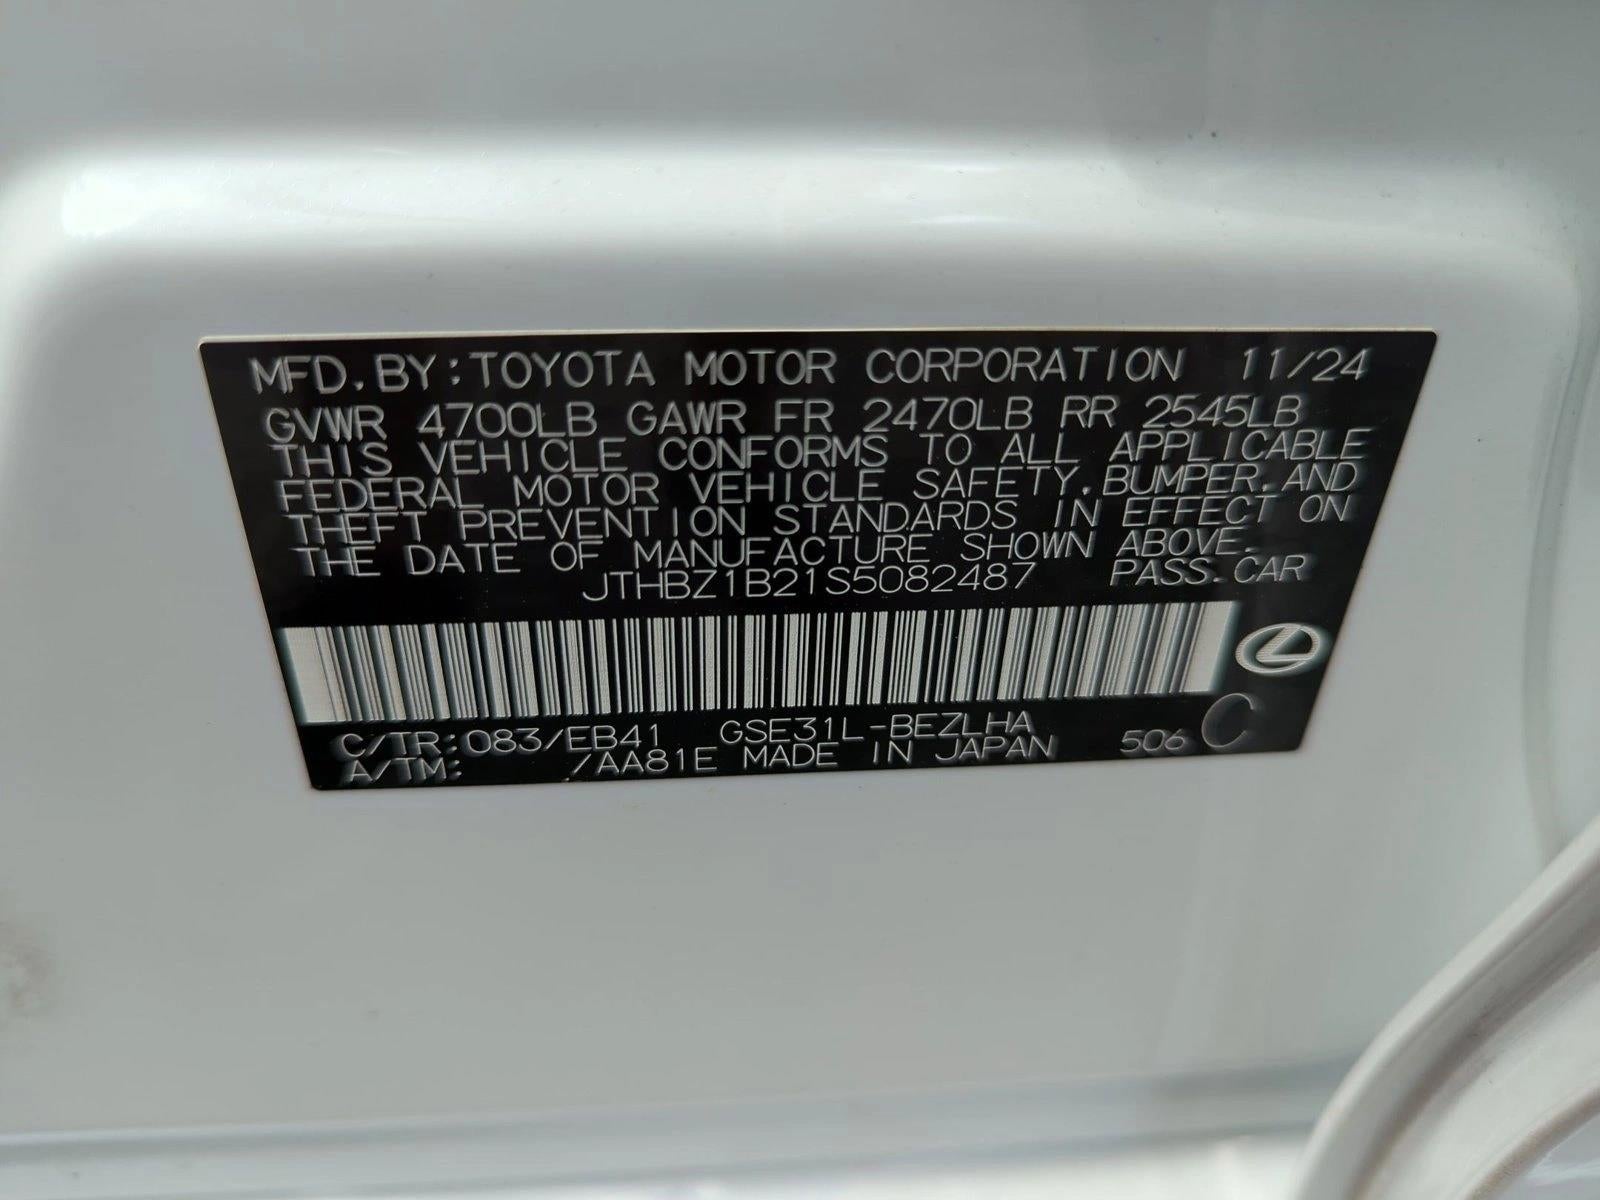 MFD.BY:TOYOTA MOTOR CORPORATION 11/24
GVWR 4700LB GAWR FR 2470LB RR 2545LB
THIS VEHICLE CONFORMS TO ALL APPLICABLE
FEDERAL MOTOR VEHICLE SAFETY,BUMPER,AND
THEFT PREVENTION STANDARDS IN EFFECT ON
THE DATE OF MANUFACTURE SHOWN ABOVE.
JTHBZ1B21S5082487 PASS.CAR
C/TR:083/EB41 GSE31L-BEZLHA
A/TM: /AA81E MADE IN JAPAN 506 C